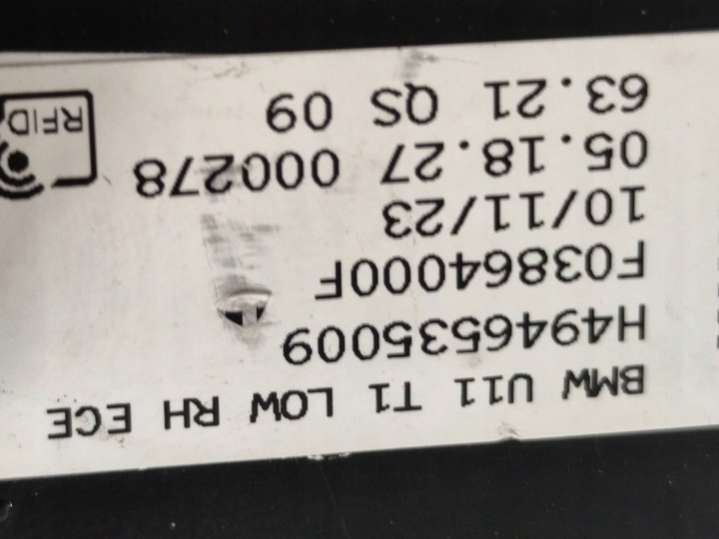 BMW U11 T1 LOW RH ECE
H4946535009
F03864000F
10/11/23
05.18.27 000278
63.21 QS 09
RFID